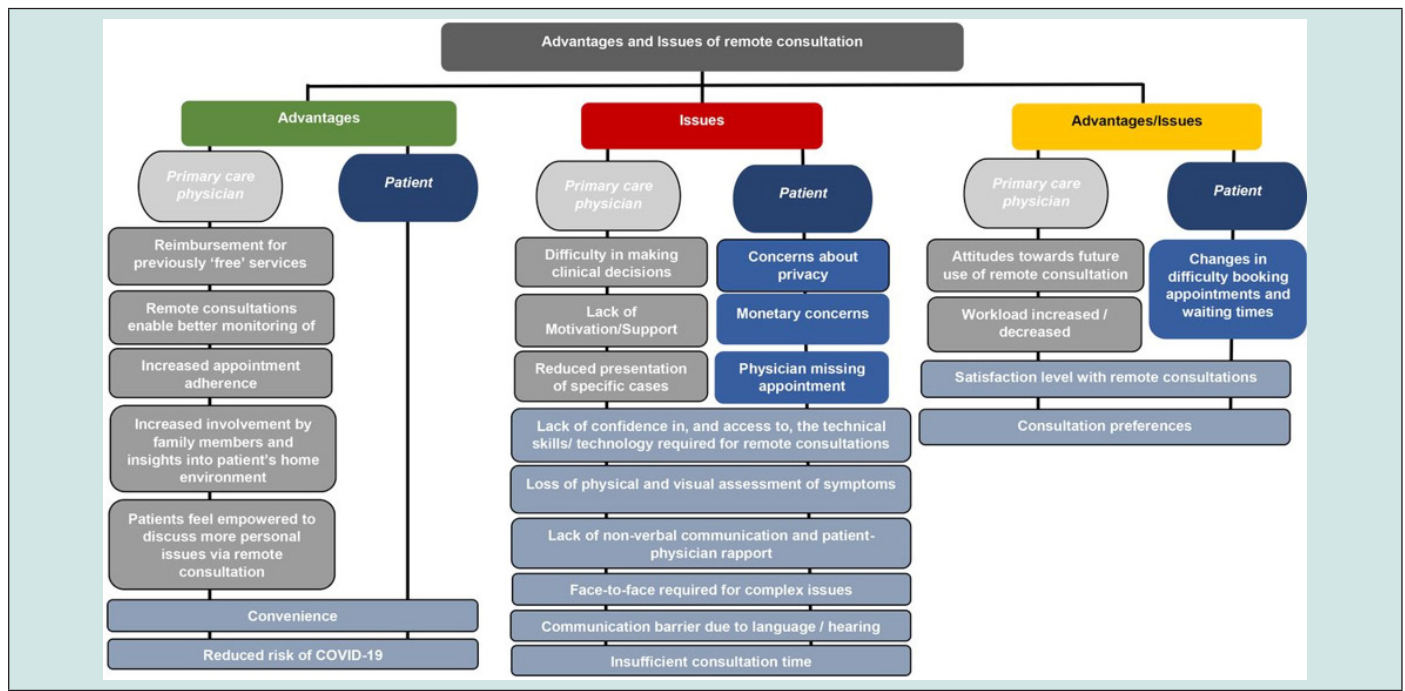 Advantages and Issues of remote consultation
Advantages
Primary care
physician
Patient
Reimbursement for
previously ‘free’ services
Remote consultations
enable better monitoring of
Increased appointment
adherence
Increased involvement by
family members and
insights into patient’s home
environment
Patients feel empowered to
discuss more personal
issues via remote
consultation
Convenience
Reduced risk of COVID-19
Issues
Primary care
physician
Patient
Difficulty in making
clinical decisions
Lack of
Motivation/Support
Reduced presentation
of specific cases
Concerns about
privacy
Monetary concerns
Physician missing
appointment
Lack of confidence in, and access to, the technical
skills/ technology required for remote consultations
Loss of physical and visual assessment of symptoms
Lack of non-verbal communication and patient-
physician rapport
Face-to-face required for complex issues
Communication barrier due to language / hearing
Insufficient consultation time
Advantages/Issues
Primary care
physician
Patient
Attitudes towards future
use of remote consultation
Workload increased /
decreased
Changes in
difficulty booking
appointments and
waiting times
Satisfaction level with remote consultations
Consultation preferences